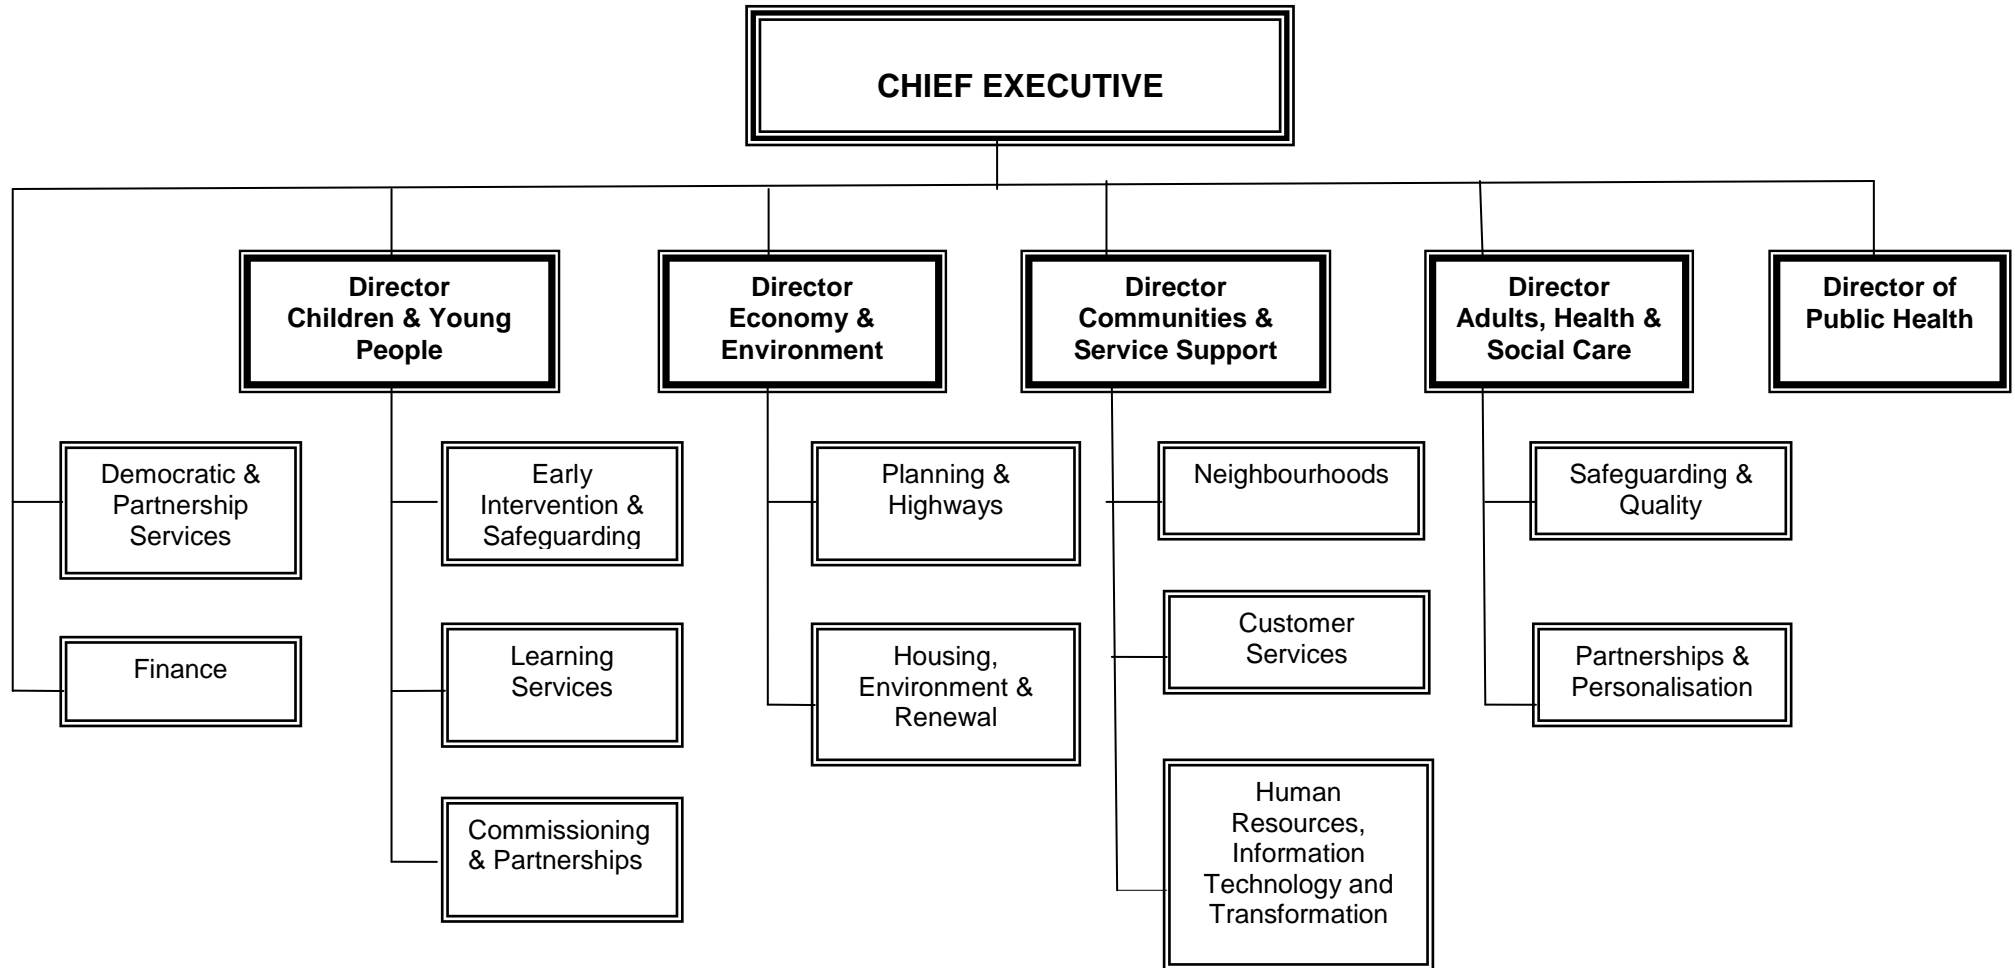 CHIEF EXECUTIVE
Director
Children & Young
People
Director
Economy &
Environment
Director
Communities &
Service Support
Director
Adults, Health &
Social Care
Director of
Public Health
Democratic &
Partnership
Services
Early
Intervention &
Safeguarding
Planning &
Highways
Neighbourhoods
Safeguarding &
Quality
Finance
Learning
Services
Housing,
Environment &
Renewal
Customer
Services
Partnerships &
Personalisation
Commissioning
& Partnerships
Human
Resources,
Information
Technology and
Transformation